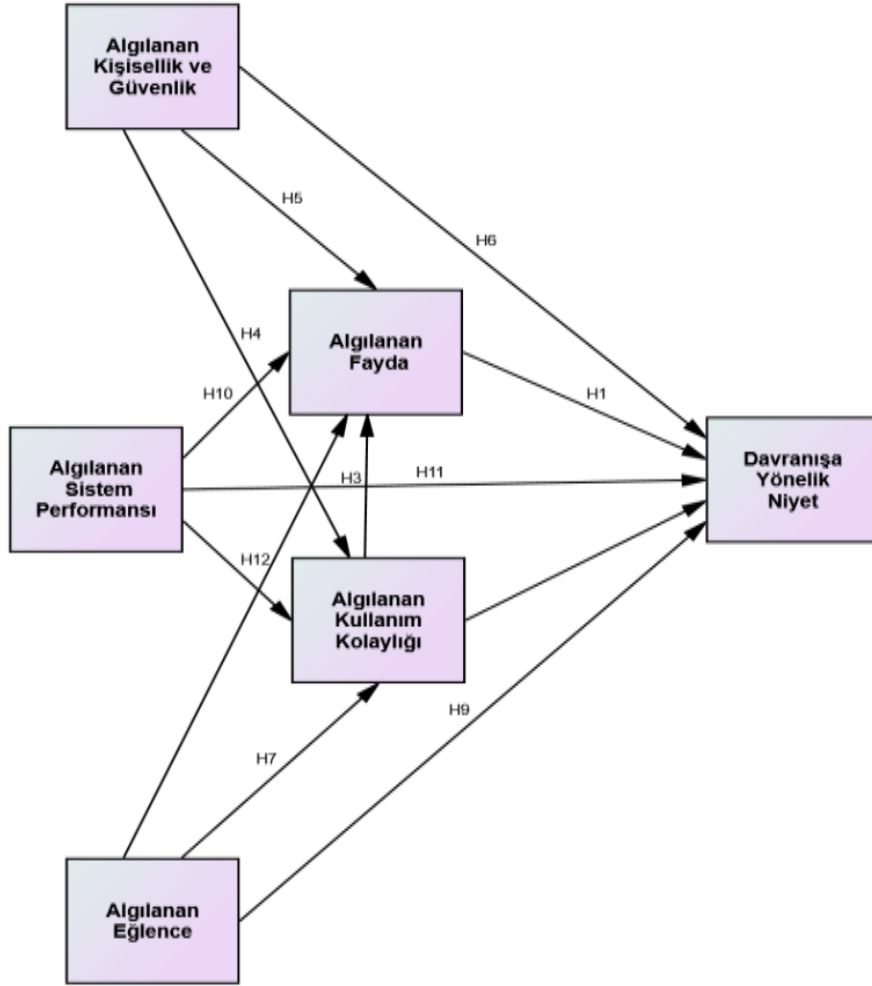 Algılanan
Kişisellik ve
Güvenlik
H5
H6
H4
Algılanan
Fayda
H10
H1
Algılanan
Sistem
Performansı
H3
H11
Davranışa
Yönelik
Niyet
H12
Algılanan
Kullanım
Kolaylığı
H9
H7
Algılanan
Eğlence